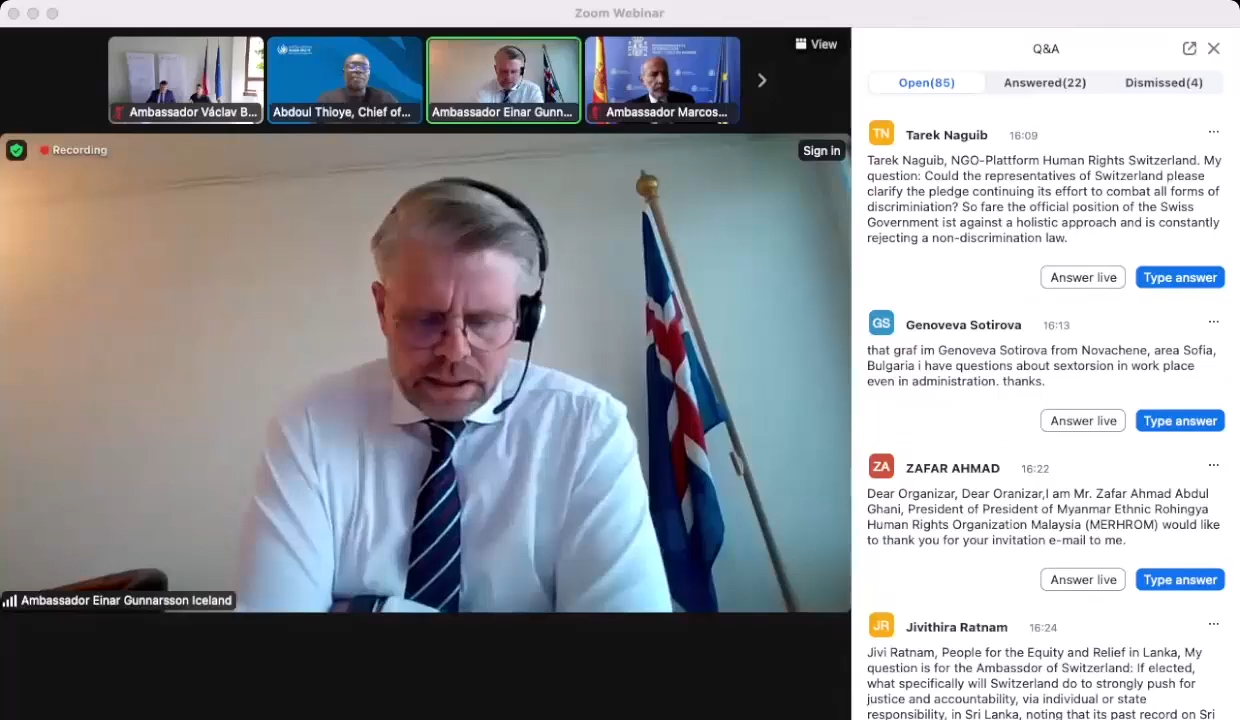 Zoom Webinar
View
Ambassador Václav B...
Abdoul Thioye, Chief of...
Ambassador Einar Gunn...
Ambassador Marcos...
Recording
Sign in
Ambassador Einar Gunnarsson Iceland
Q&A
Open(85)
Answered(22)
Dismissed(4)
TN
Tarek Naguib
16:09
Tarek Naguib, NGO-Plattform Human Rights Switzerland. My
question: Could the representatives of Switzerland please
clarify the pledge continuing its effort to combat all forms of
discriminiation? So fare the official position of the Swiss
Government ist against a holistic approach and is constantly
rejecting a non-discrimination law.
Answer live
Type answer
GS
Genoveva Sotirova
16:13
that graf im Genoveva Sotirova from Novachene, area Sofia,
Bulgaria i have questions about sextorsion in work place
even in administration. thanks.
Answer live
Type answer
ZA
ZAFAR AHMAD
16:22
Dear Organizar, Dear Oranizar,I am Mr. Zafar Ahmad Abdul
Ghani, President of President of Myanmar Ethnic Rohingya
Human Rights Organization Malaysia (MERHROM) would like
to thank you for your invitation e-mail to me.
Answer live
Type answer
JR
Jivithira Ratnam
16:24
Jivi Ratnam, People for the Equity and Relief in Lanka, My
question is for the Ambassdor of Switzerland: If elected,
what specifically will Switzerland do to strongly push for
justice and accountability, via individual or state
responsibility, in Sri Lanka, noting that its past record on Sri